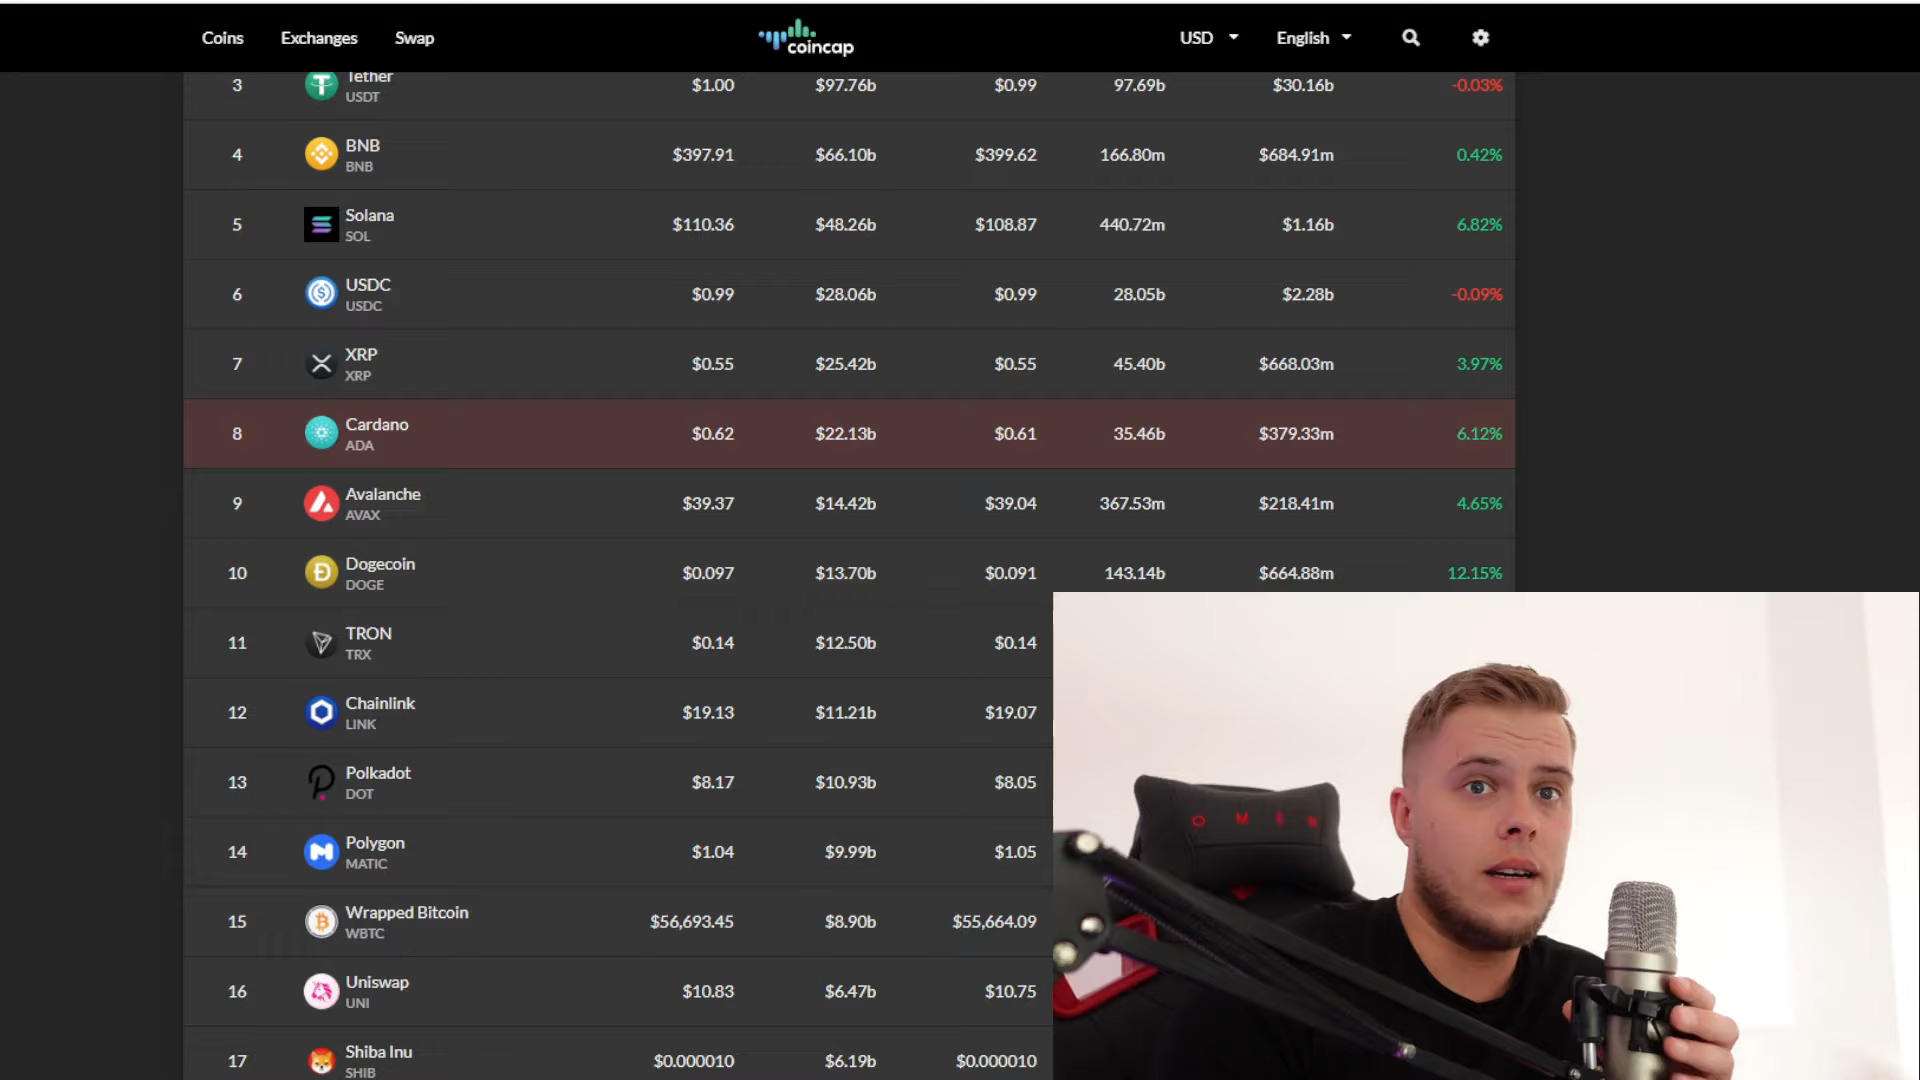 Coins Exchanges Swap coincap USD English
3 Tether $1.00 $97.76b $0.99 97.69b $30.16b -0.03%
USDT
4 BNB $397.91 $66.10b $399.62 166.80m $684.91m 0.42%
BNB
5 Solana $110.36 $48.26b $108.87 440.72m $1.16b 6.82%
SOL
6 USDC $0.99 $28.06b $0.99 28.05b $2.28b -0.09%
USDC
7 XRP $0.55 $25.42b $0.55 45.40b $668.03m 3.97%
XRP
8 Cardano $0.62 $22.13b $0.61 35.46b $379.33m 6.12%
ADA
9 Avalanche $39.37 $14.42b $39.04 367.53m $218.41m 4.65%
AVAX
10 Dogecoin $0.097 $13.70b $0.091 143.14b $664.88m 12.15%
DOGE
11 TRON $0.14 $12.50b $0.14
TRX
12 Chainlink $19.13 $11.21b $19.07
LINK
13 Polkadot $8.17 $10.93b $8.05
DOT
14 Polygon $1.04 $9.99b $1.05
MATIC
15 Wrapped Bitcoin $56,693.45 $8.90b $55,664.09
WBTC
16 Uniswap $10.83 $6.47b $10.75
UNI
17 Shiba Inu $0.000010 $6.19b $0.000010
SHIB
OMEN